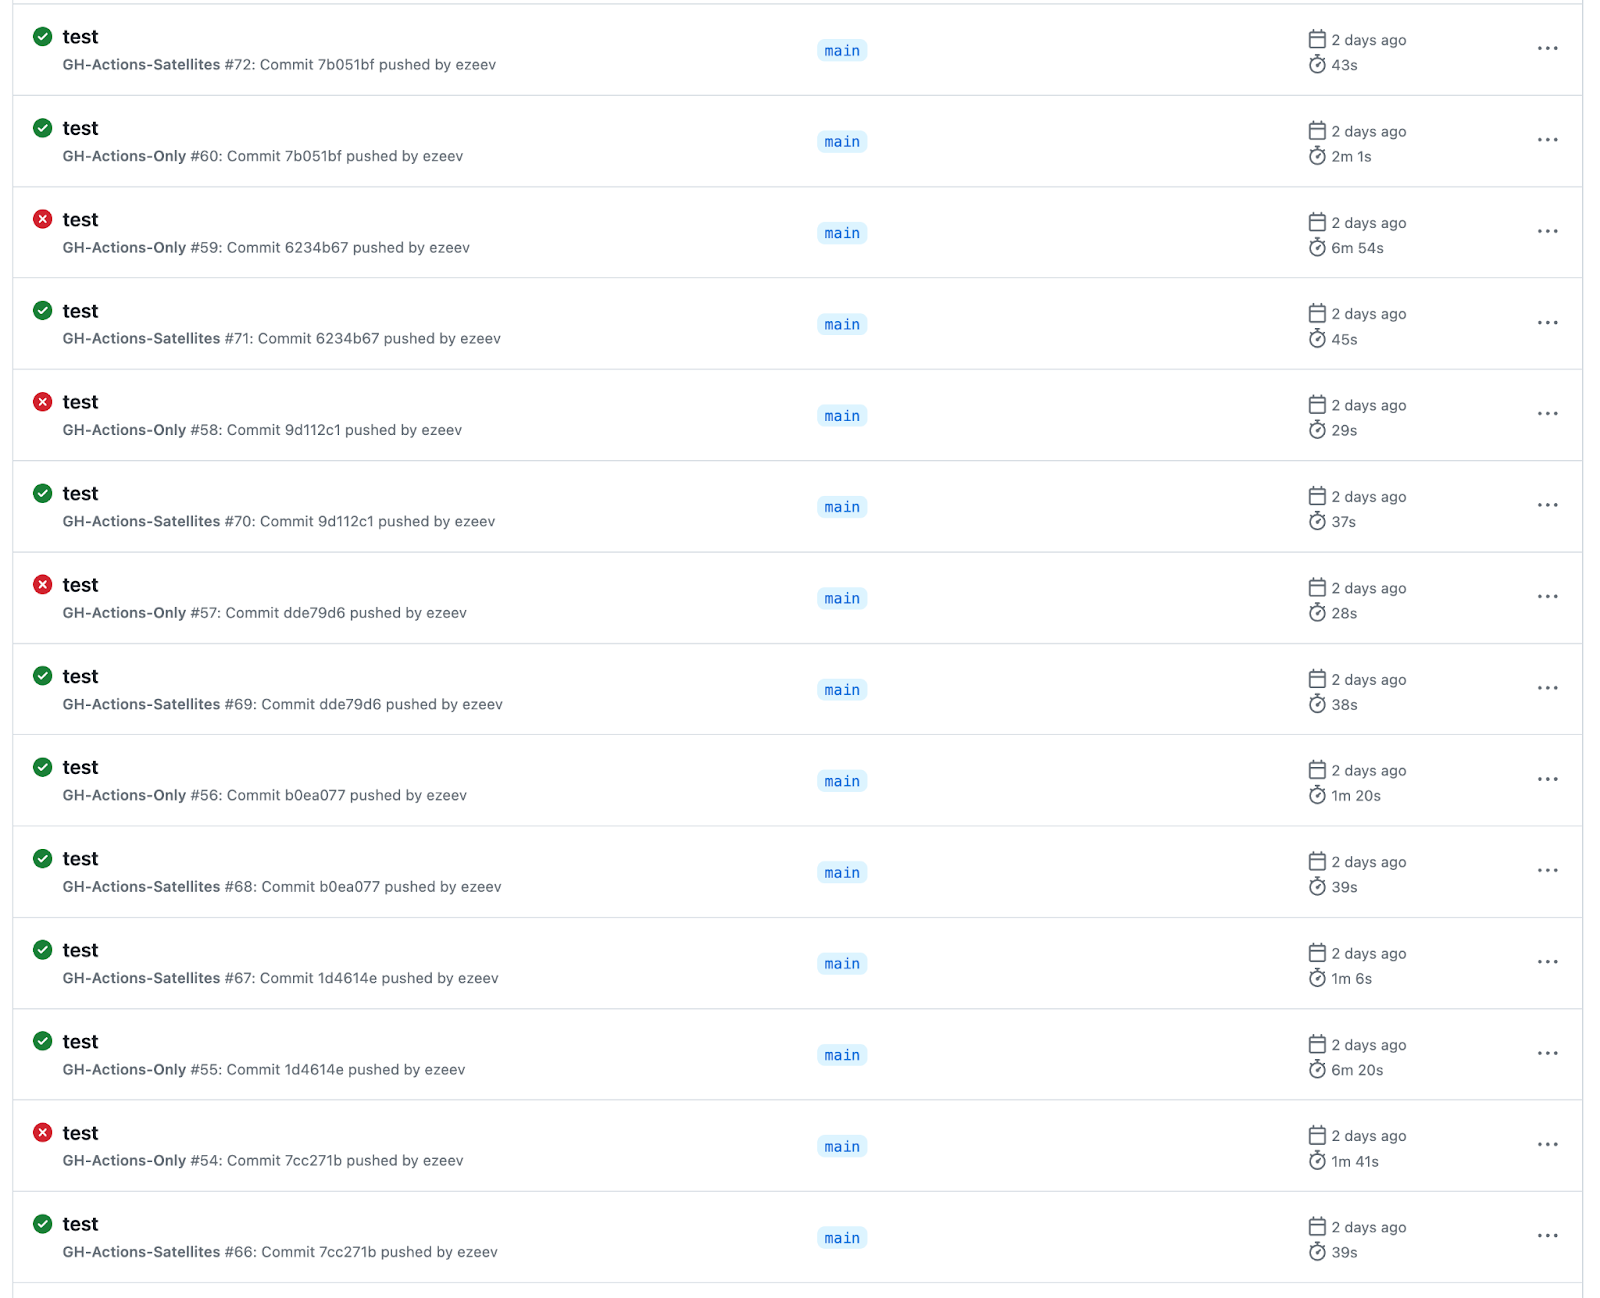 test
GH-Actions-Satellites #72: Commit 7b051bf pushed by ezeev
main
2 days ago
43s
test
GH-Actions-Only #60: Commit 7b051bf pushed by ezeev
main
2 days ago
2m 1s
test
GH-Actions-Only #59: Commit 6234b67 pushed by ezeev
main
2 days ago
6m 54s
test
GH-Actions-Satellites #71: Commit 6234b67 pushed by ezeev
main
2 days ago
45s
test
GH-Actions-Only #58: Commit 9d112c1 pushed by ezeev
main
2 days ago
29s
test
GH-Actions-Satellites #70: Commit 9d112c1 pushed by ezeev
main
2 days ago
37s
test
GH-Actions-Only #57: Commit dde79d6 pushed by ezeev
main
2 days ago
28s
test
GH-Actions-Satellites #69: Commit dde79d6 pushed by ezeev
main
2 days ago
38s
test
GH-Actions-Only #56: Commit b0ea077 pushed by ezeev
main
2 days ago
1m 20s
test
GH-Actions-Satellites #68: Commit b0ea077 pushed by ezeev
main
2 days ago
39s
test
GH-Actions-Satellites #67: Commit 1d4614e pushed by ezeev
main
2 days ago
1m 6s
test
GH-Actions-Only #55: Commit 1d4614e pushed by ezeev
main
2 days ago
6m 20s
test
GH-Actions-Only #54: Commit 7cc271b pushed by ezeev
main
2 days ago
1m 41s
test
GH-Actions-Satellites #66: Commit 7cc271b pushed by ezeev
main
2 days ago
39s